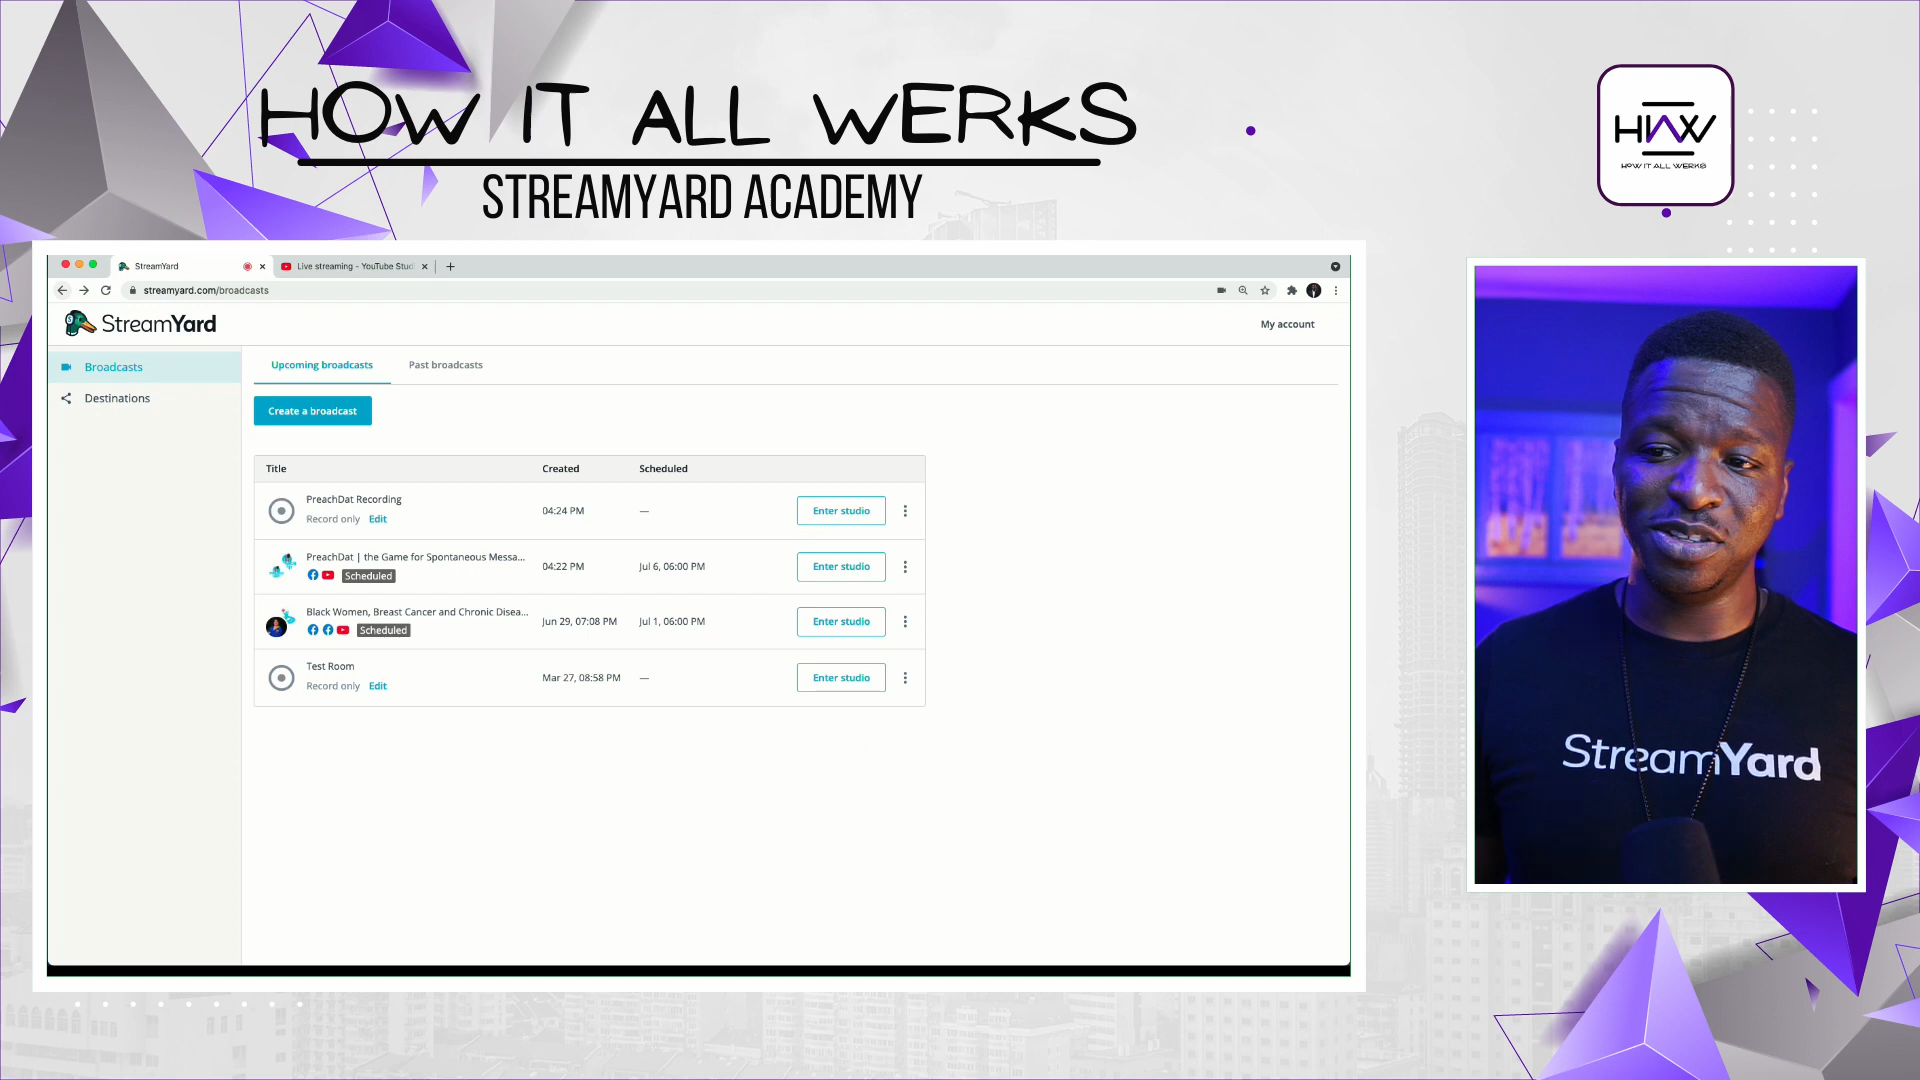 HOW IT ALL WERKS
STREAMYARD ACADEMY
HIAW
HOW IT ALL WERKS
StreamYard
Live streaming - YouTube Stud
streamyard.com/broadcasts
StreamYard
My account
Broadcasts
Destinations
Upcoming broadcasts
Past broadcasts
Create a broadcast
Title Created Scheduled
PreachDat Recording
Record only Edit
04:24 PM — Enter studio
PreachDat | the Game for Spontaneous Messa...
Scheduled
04:22 PM Jul 6, 06:00 PM Enter studio
Black Women, Breast Cancer and Chronic Disea...
Scheduled
Jun 29, 07:08 PM Jul 1, 06:00 PM Enter studio
Test Room
Record only Edit
Mar 27, 08:58 PM — Enter studio
StreamYard